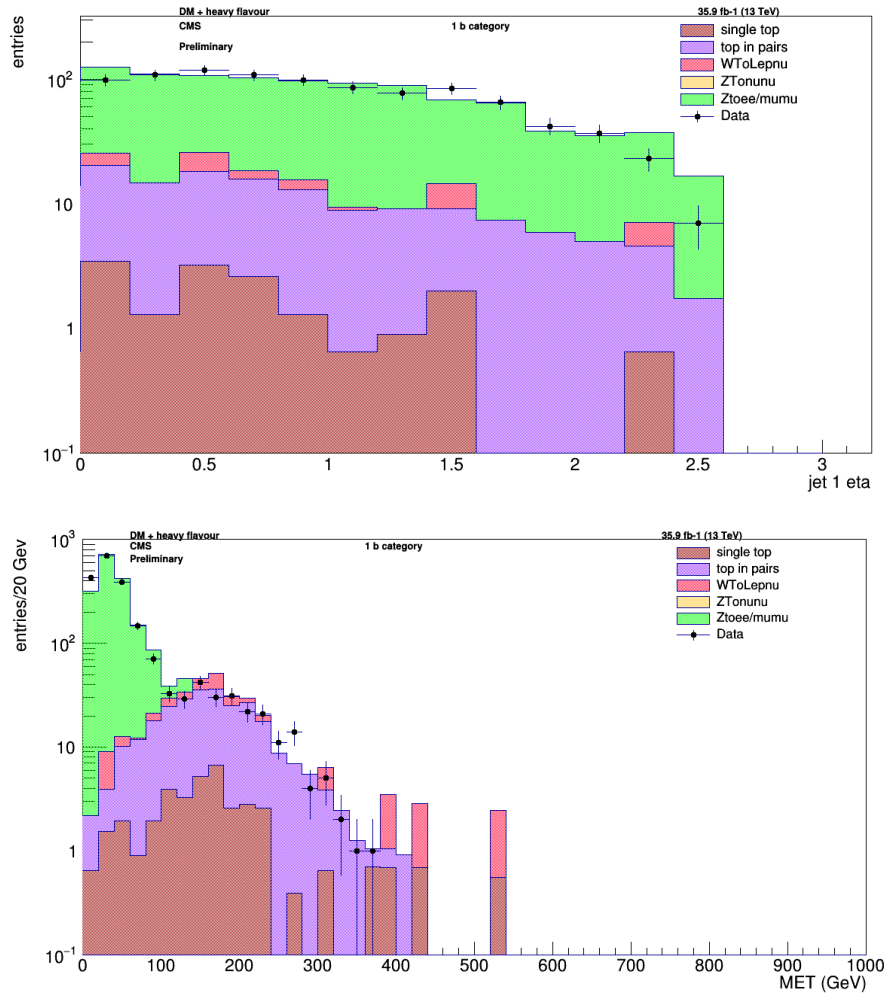 DM + heavy flavour 35.9 fb-1 (13 TeV)
CMS 1 b category
Preliminary
entries
single top
top in pairs
WToLepnu
ZTonunu
Ztoee/mumu
Data
10²
10
1
10⁻¹
0 0.5 1 1.5 2 2.5 3
jet 1 eta
DM + heavy flavour 35.9 fb-1 (13 TeV)
CMS 1 b category
Preliminary
entries/20 Gev
single top
top in pairs
WToLepnu
ZTonunu
Ztoee/mumu
Data
10³
10²
10
1
10⁻¹
0 100 200 300 400 500 600 700 800 900 1000
MET (GeV)